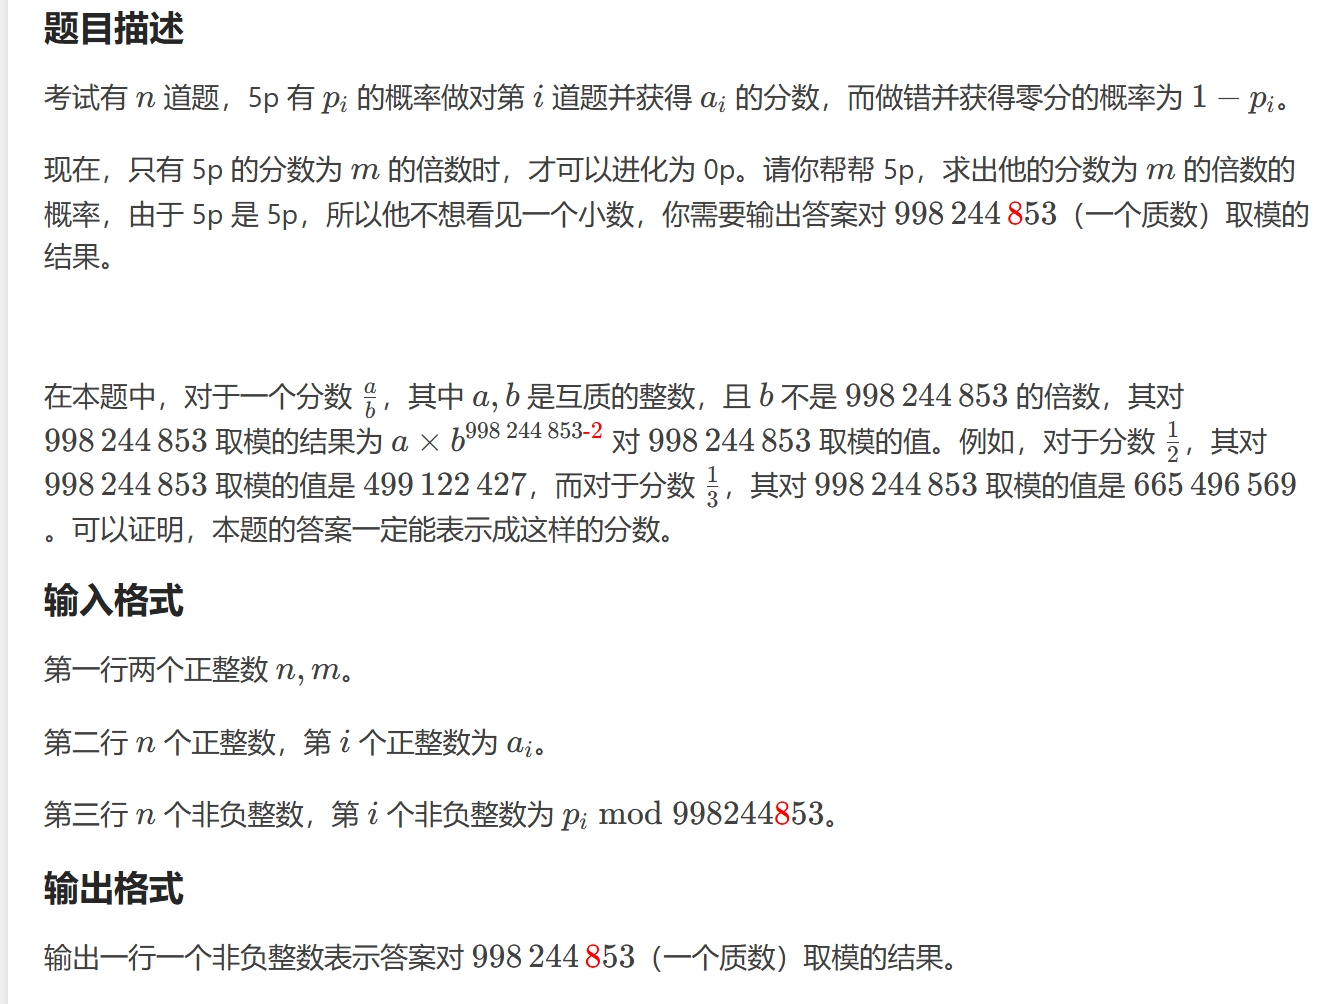 题目描述
考试有 n 道题，5p 有 p_i 的概率做对第 i 道题并获得 a_i 的分数，而做错并获得零分的概率为 1 − p_i。
现在，只有 5p 的分数为 m 的倍数时，才可以进化为 0p。请你帮帮 5p，求出他的分数为 m 的倍数的
概率，由于 5p 是 5p，所以他不想看见一个小数，你需要输出答案对 998 244 853（一个质数）取模的
结果。
在本题中，对于一个分数 a/b，其中 a, b 是互质的整数，且 b 不是 998 244 853 的倍数，其对
998 244 853 取模的结果为 a × b^{998 244 853-2} 对 998 244 853 取模的值。例如，对于分数 1/2，其对
998 244 853 取模的值是 499 122 427，而对于分数 1/3，其对 998 244 853 取模的值是 665 496 569
。可以证明，本题的答案一定能表示成这样的分数。
输入格式
第一行两个正整数 n, m。
第二行 n 个正整数，第 i 个正整数为 a_i。
第三行 n 个非负整数，第 i 个非负整数为 p_i mod 998244853。
输出格式
输出一行一个非负整数表示答案对 998 244 853（一个质数）取模的结果。